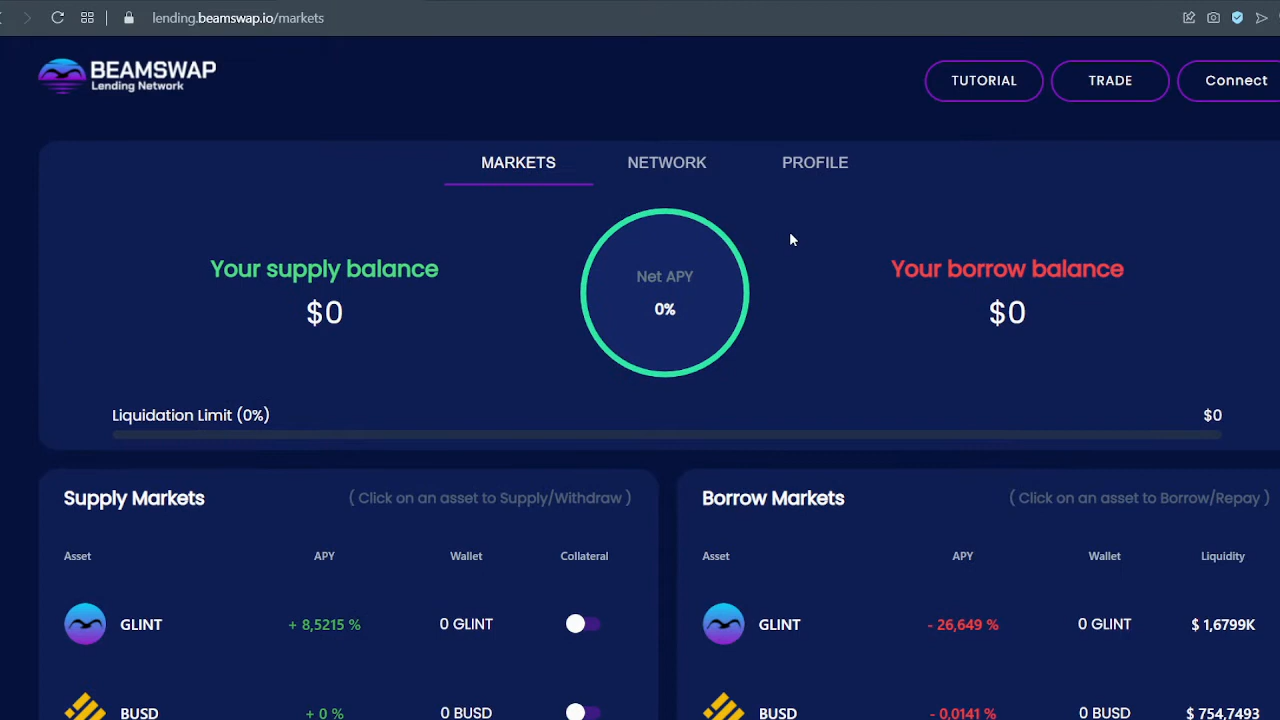 lending.beamswap.io/markets
BEAMSWAP
Lending Network
TUTORIAL
TRADE
Connect
MARKETS
NETWORK
PROFILE
Your supply balance
$0
Net APY
0%
Your borrow balance
$0
Liquidation Limit (0%)
$0
Supply Markets
( Click on an asset to Supply/Withdraw )
Asset APY Wallet Collateral
GLINT + 8,5215 % 0 GLINT
BUSD + 0 % 0 BUSD
Borrow Markets
( Click on an asset to Borrow/Repay )
Asset APY Wallet Liquidity
GLINT - 26,649 % 0 GLINT $ 1,6799K
BUSD - 0,0141 % 0 BUSD $ 754,7493